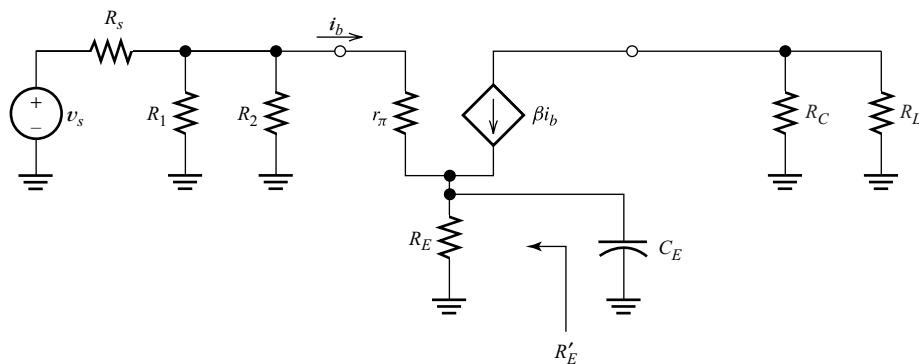 R_s
i_b
+
−
v_s
R_1
R_2
r_π
βi_b
R_C
R_L
R_E
C_E
R′_E